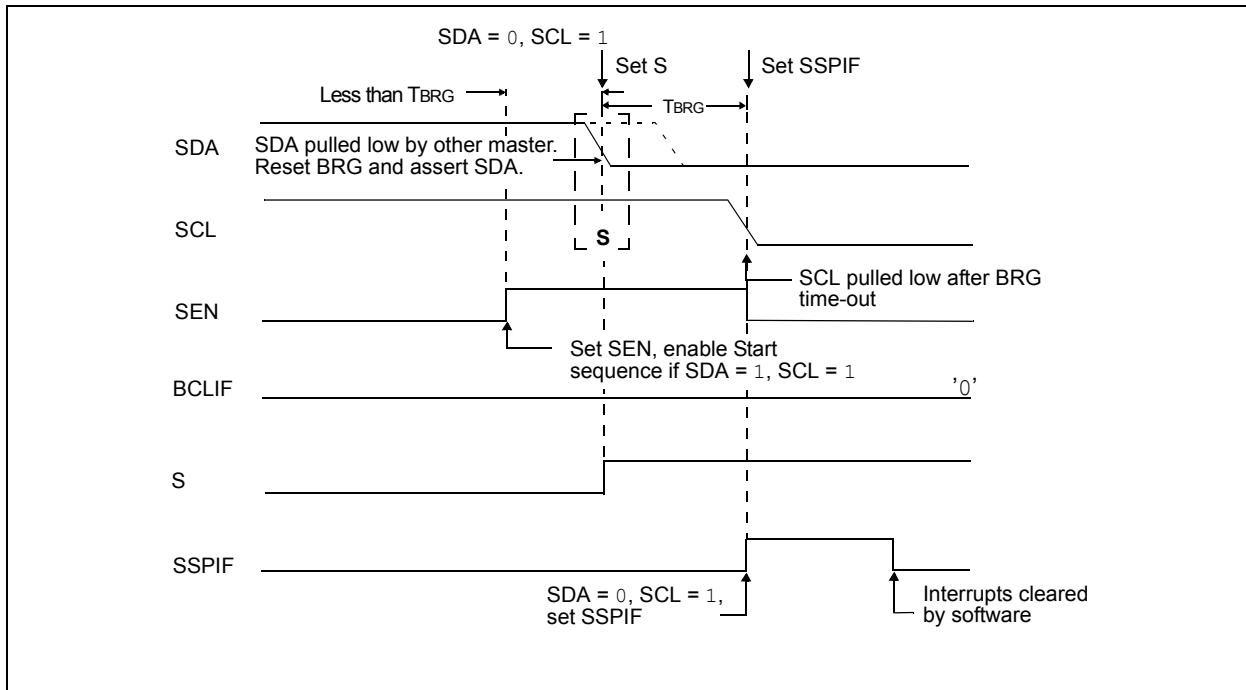 SDA = 0, SCL = 1
Set S
Set SSPIF
Less than TBRG
TBRG
SDA
SDA pulled low by other master.
Reset BRG and assert SDA.
SCL
S
SCL pulled low after BRG
time-out
SEN
Set SEN, enable Start
sequence if SDA = 1, SCL = 1
BCLIF
'0'
S
SSPIF
SDA = 0, SCL = 1,
set SSPIF
Interrupts cleared
by software